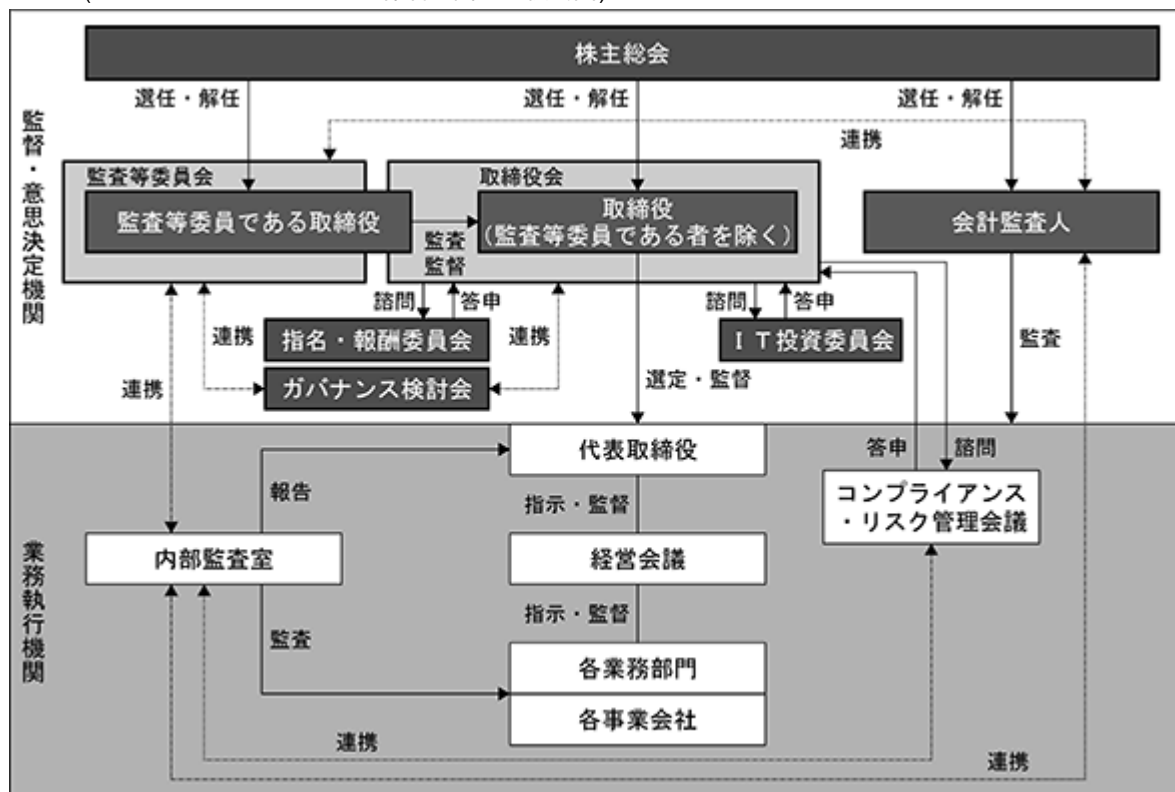 株主総会
選任・解任
選任・解任
選任・解任
連携
監督・意思決定機関
監査等委員会
取締役会
監査等委員である取締役
取締役
(監査等委員である者を除く)
会計監査人
監査
監督
諮問
答申
諮問
答申
連携
指名・報酬委員会
連携
IT投資委員会
監査
連携
ガバナンス検討会
選定・監督
業務執行機関
代表取締役
答申
諮問
報告
指示・監督
コンプライアンス
・リスク管理会議
内部監査室
経営会議
指示・監督
監査
各業務部門
各事業会社
連携
連携